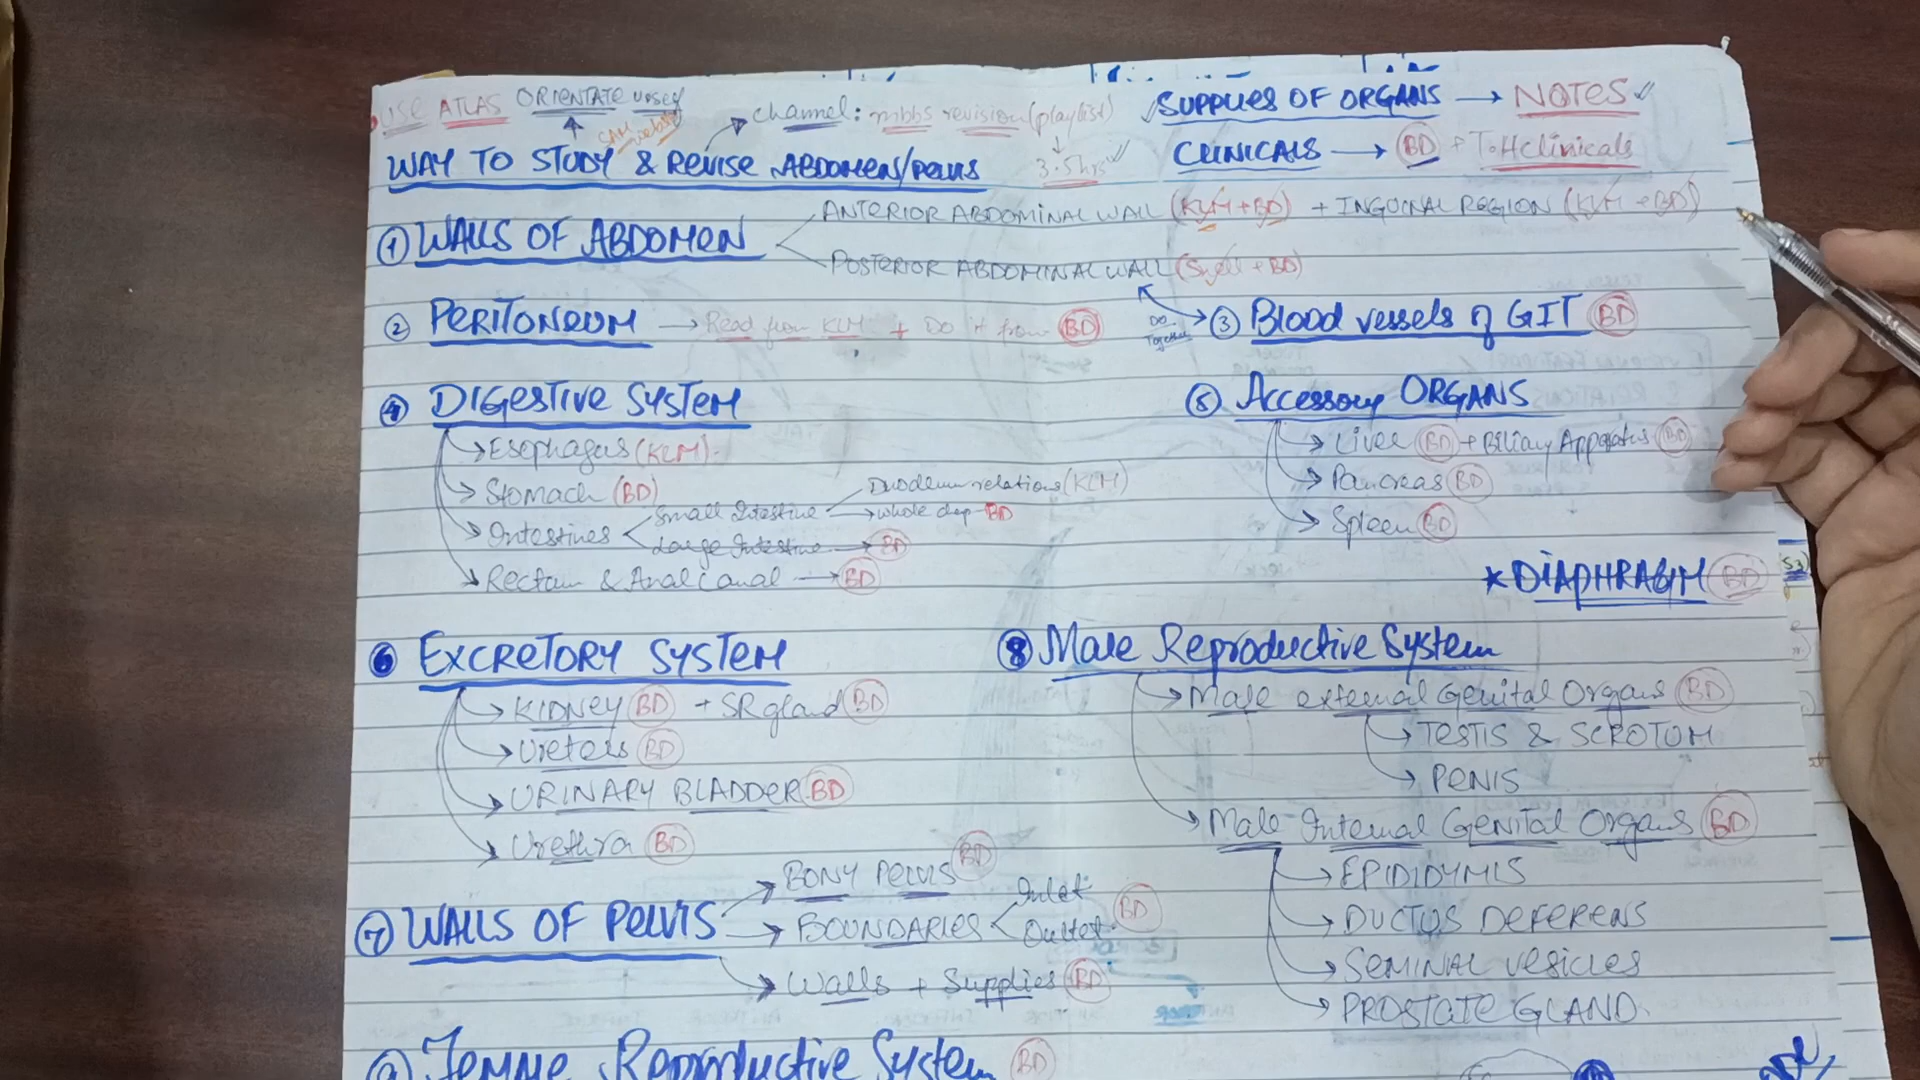 USE ATLAS ORIENTATE
channel: mbbs revision (playlist)
3.5hrs
SUPPLIES OF ORGANS → NOTES
CLINICALS → BD + T.H clinicals
WAY TO STUDY & Revise ABDOMEN/Pelvis
① WALLS OF ABDOMEN
ANTERIOR ABDOMINAL WALL (KLM+BD) + INGUINAL REGION (KLM+BD)
POSTERIOR ABDOMINAL WALL (Snell+BD)
② PERITONEUM → Read from KLM + Do it from BD
Do Together
③ Blood vessels of GIT BD
④ DIGESTIVE SYSTEM
Esophagus (KLM)
Stomach (BD)
Intestines
Small Intestine
Duodenum relations (KLM)
whole BD
Large Intestine → BD
Rectum & Anal Canal → BD
⑤ Accessory ORGANS
Liver BD + Biliary Apparatus BD
Pancreas BD
Spleen BD
* DIAPHRAGM BD
⑥ EXCRETORY SYSTEM
KIDNEY BD + SR gland BD
Ureters BD
URINARY BLADDER BD
Urethra BD
⑦ WALLS OF PELVIS
BONY PELVIS BD
BOUNDARIES Inlet Outlet BD
Walls + Supplies BD
⑧ Male Reproductive System
Male external Genital Organs BD
TESTIS & SCROTUM
PENIS
Male Internal Genital Organs BD
EPIDIDYMIS
DUCTUS DEFERENS
SEMINAL VESICLES
PROSTATE GLAND.
Reproductive System BD